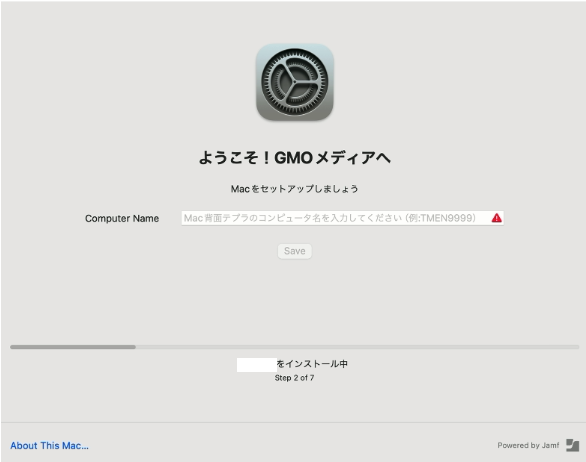 ようこそ!GMOメディアへ
Macをセットアップしましょう
Computer Name Mac背面テプラのコンピュータ名を入力してください (例:TMEN9999)
Save
をインストール中
Step 2 of 7
About This Mac... Powered by Jamf